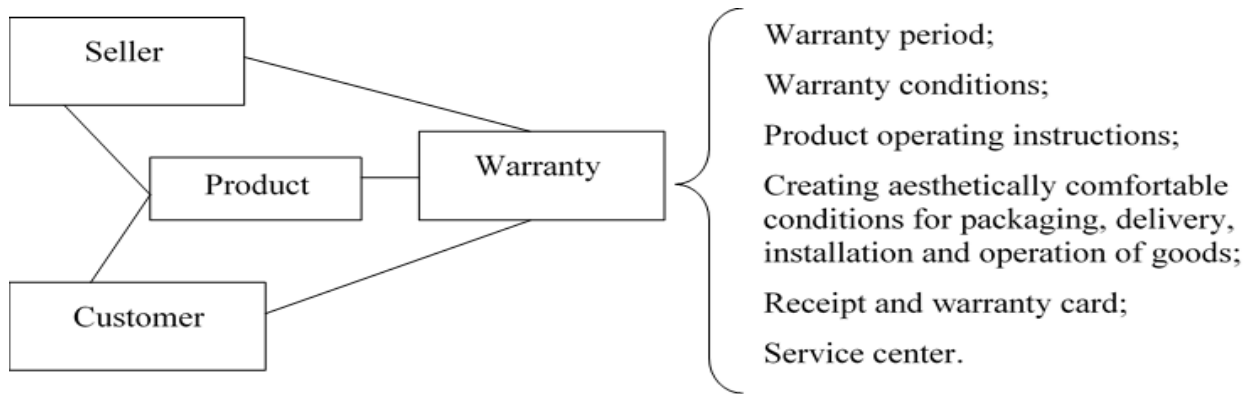 Seller
Product
Warranty
Customer
Warranty period;
Warranty conditions;
Product operating instructions;
Creating aesthetically comfortable
conditions for packaging, delivery,
installation and operation of goods;
Receipt and warranty card;
Service center.